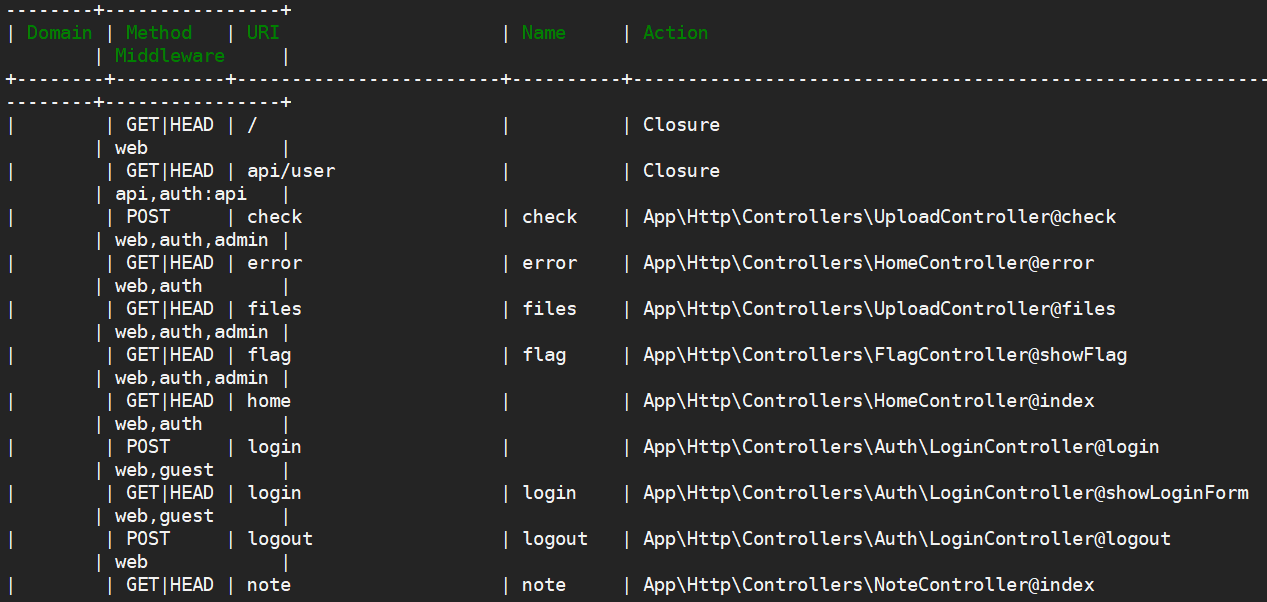 --------+----------------+
| Domain | Method   | URI                    | Name     | Action
        | Middleware     |
+--------+----------+------------------------+----------+----------------------------------------------------------
--------+----------------+
|        | GET|HEAD | /                      |          | Closure
        | web            |
|        | GET|HEAD | api/user               |          | Closure
        | api,auth:api   |
|        | POST     | check                  | check    | App\Http\Controllers\UploadController@check
        | web,auth,admin |
|        | GET|HEAD | error                  | error    | App\Http\Controllers\HomeController@error
        | web,auth       |
|        | GET|HEAD | files                  | files    | App\Http\Controllers\UploadController@files
        | web,auth,admin |
|        | GET|HEAD | flag                   | flag     | App\Http\Controllers\FlagController@showFlag
        | web,auth,admin |
|        | GET|HEAD | home                   |          | App\Http\Controllers\HomeController@index
        | web,auth       |
|        | POST     | login                  |          | App\Http\Controllers\Auth\LoginController@login
        | web,guest      |
|        | GET|HEAD | login                  | login    | App\Http\Controllers\Auth\LoginController@showLoginForm
        | web,guest      |
|        | POST     | logout                 | logout   | App\Http\Controllers\Auth\LoginController@logout
        | web            |
|        | GET|HEAD | note                   | note     | App\Http\Controllers\NoteController@index